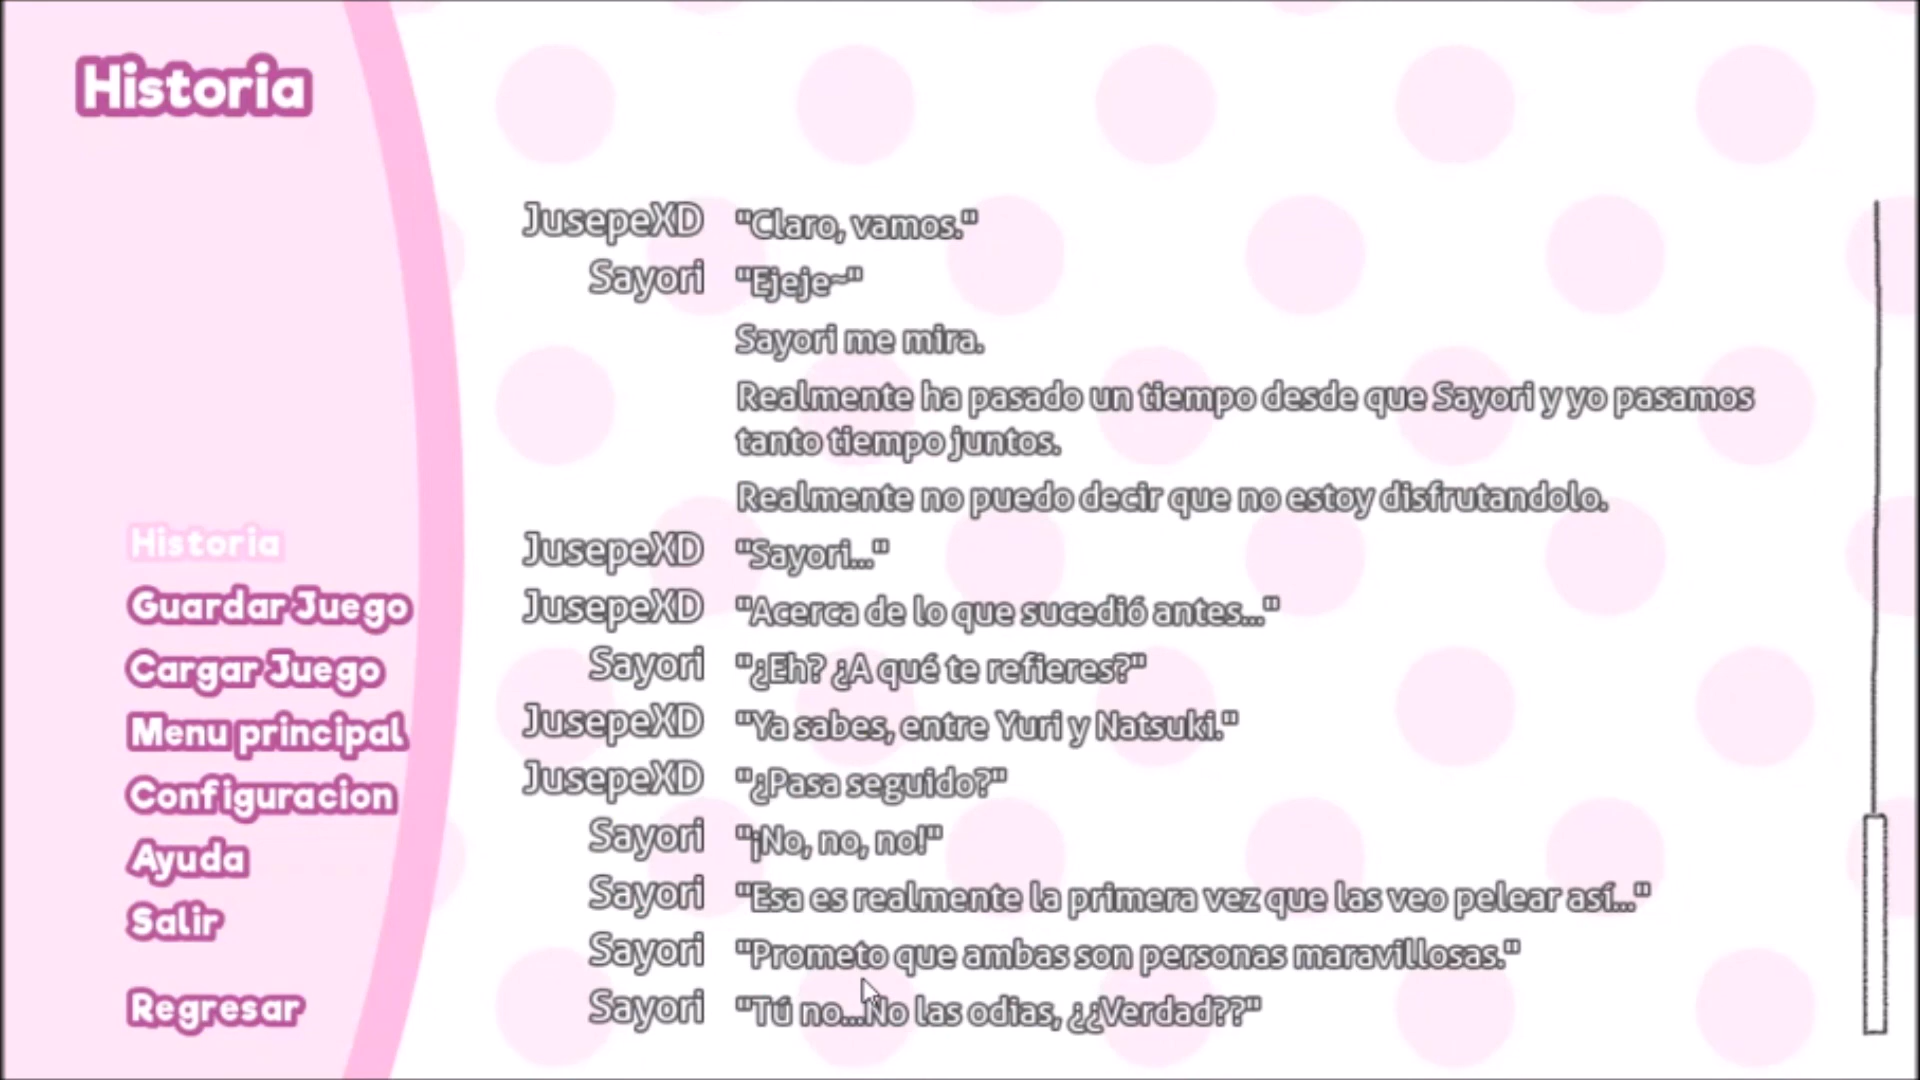 Historia
JusepeXD "Claro, vamos."
Sayori "Ejeje~"
Sayori me mira.
Realmente ha pasado un tiempo desde que Sayori y yo pasamos
tanto tiempo juntos.
Realmente no puedo decir que no estoy disfrutandolo.
JusepeXD "Sayori..."
JusepeXD "Acerca de lo que sucedió antes..."
Sayori "¿Eh? ¿A qué te refieres?"
JusepeXD "Ya sabes, entre Yuri y Natsuki."
JusepeXD "¿Pasa seguido?"
Sayori "¡No, no, no!"
Sayori "Esa es realmente la primera vez que las veo pelear así..."
Sayori "Prometo que ambas son personas maravillosas."
Sayori "Tú no...No las odias, ¿¿Verdad??"
Historia
Guardar Juego
Cargar Juego
Menu principal
Configuracion
Ayuda
Salir
Regresar